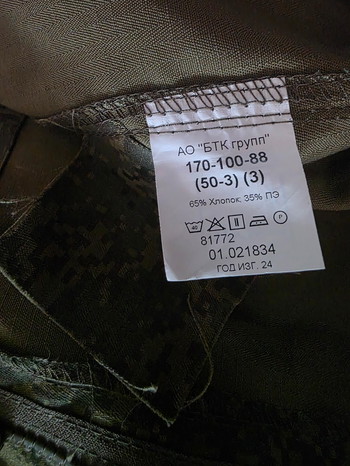 АО "БТК групп"
170-100-88
(50-3) (3)
65% Хлопок, 35% ПЭ
40 P
81772
01.021834
ГОД ИЗГ. 24